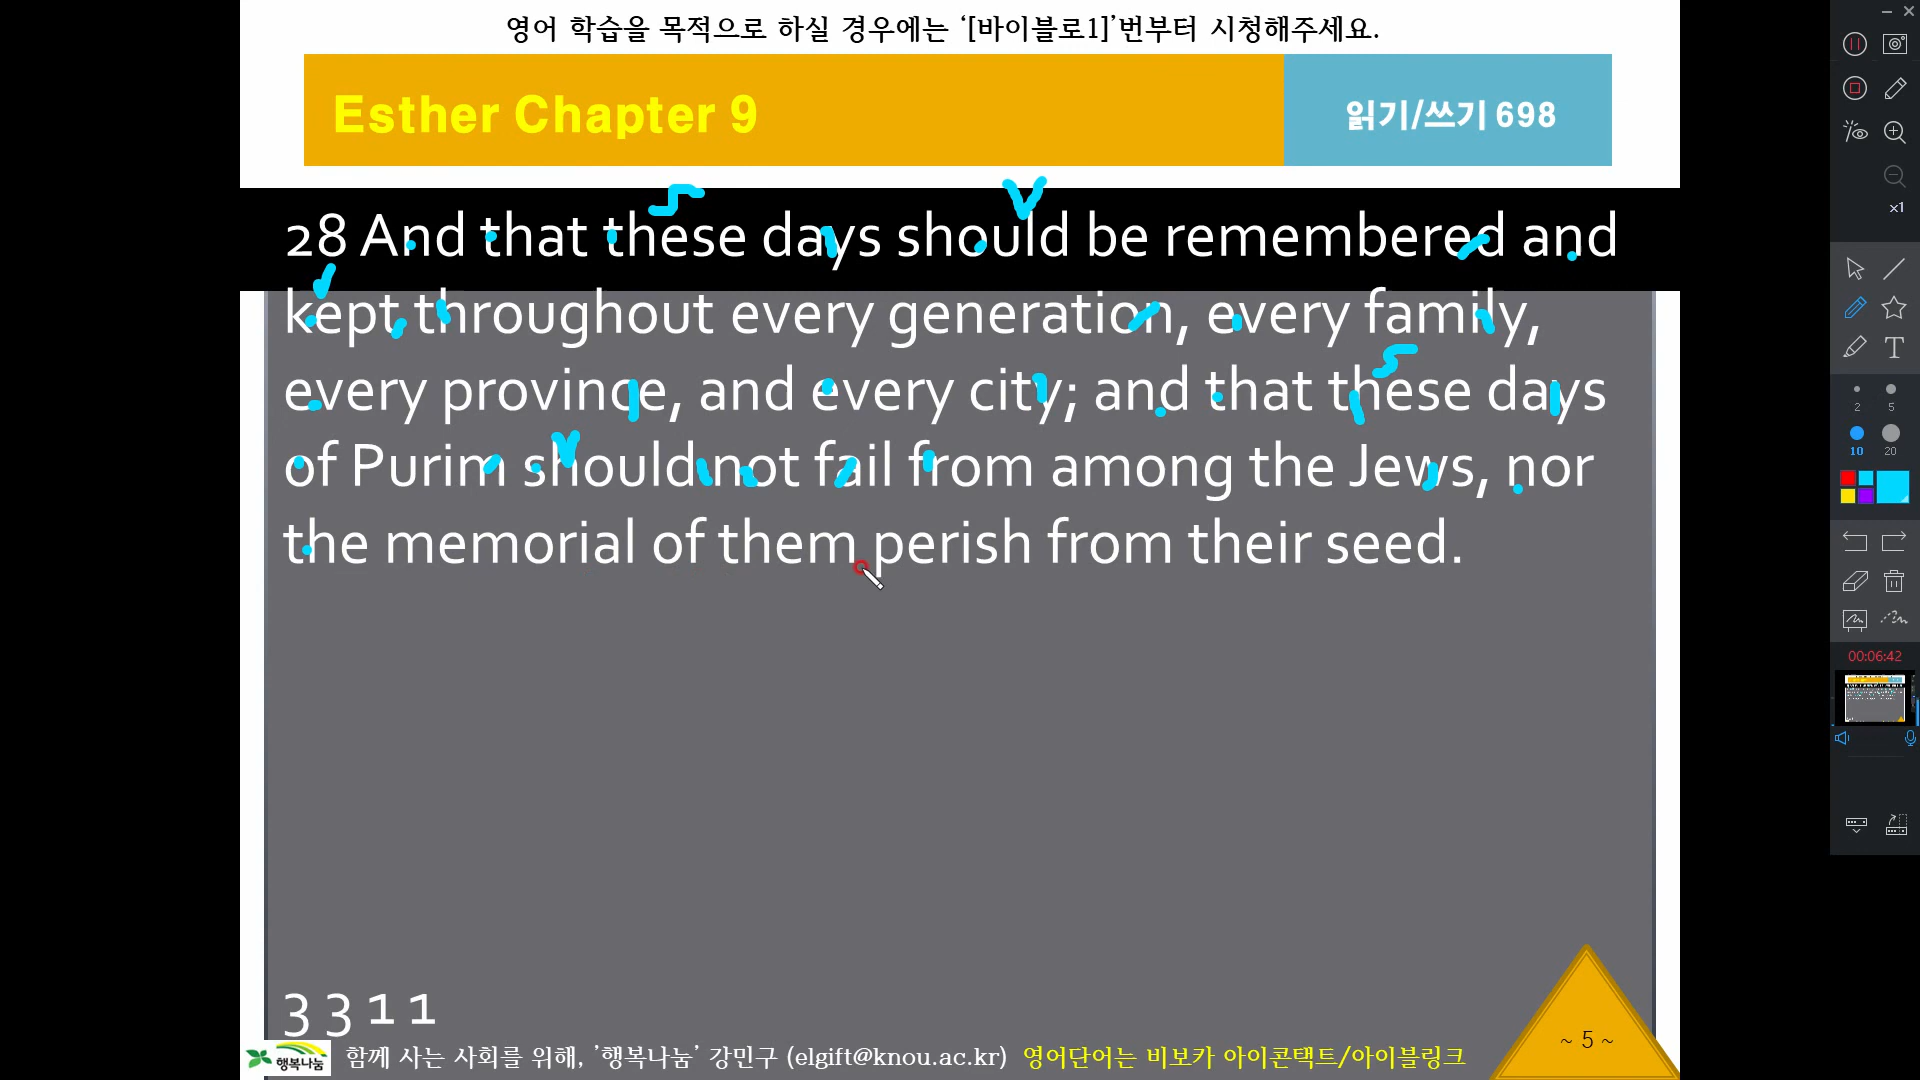 영어 학습을 목적으로 하실 경우에는 ‘[바이블로1]’번부터 시청해주세요.
Esther Chapter 9
읽기/쓰기 698
28 And that these days should be remembered and
kept throughout every generation, every family,
every province, and every city; and that these days
of Purim should not fail from among the Jews, nor
the memorial of them perish from their seed.
3 3 1 1
행복나눔 함께 사는 사회를 위해, ’행복나눔’ 강민구 (elgift@knou.ac.kr) 영어단어는 비보카 아이콘택트/아이블링크
~ 5 ~
x1
T
2 5
10 20
00:06:42